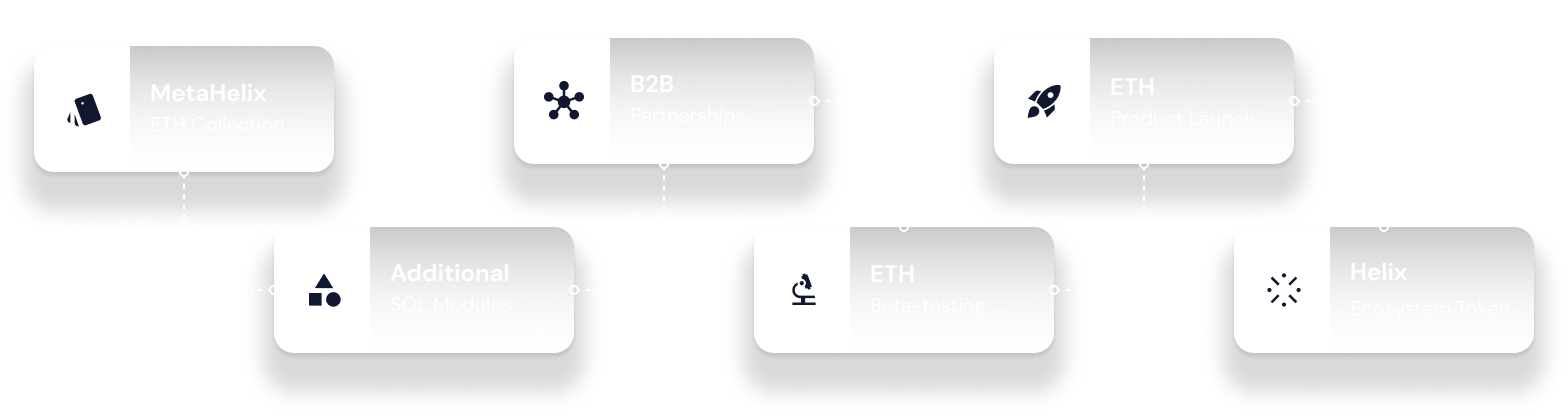 MetaHelix
ETH Collection
Additional
SOL Modules
B2B
Partnerships
ETH
Beta-testing
ETH
Product Launch
Helix
Ecosystem Token